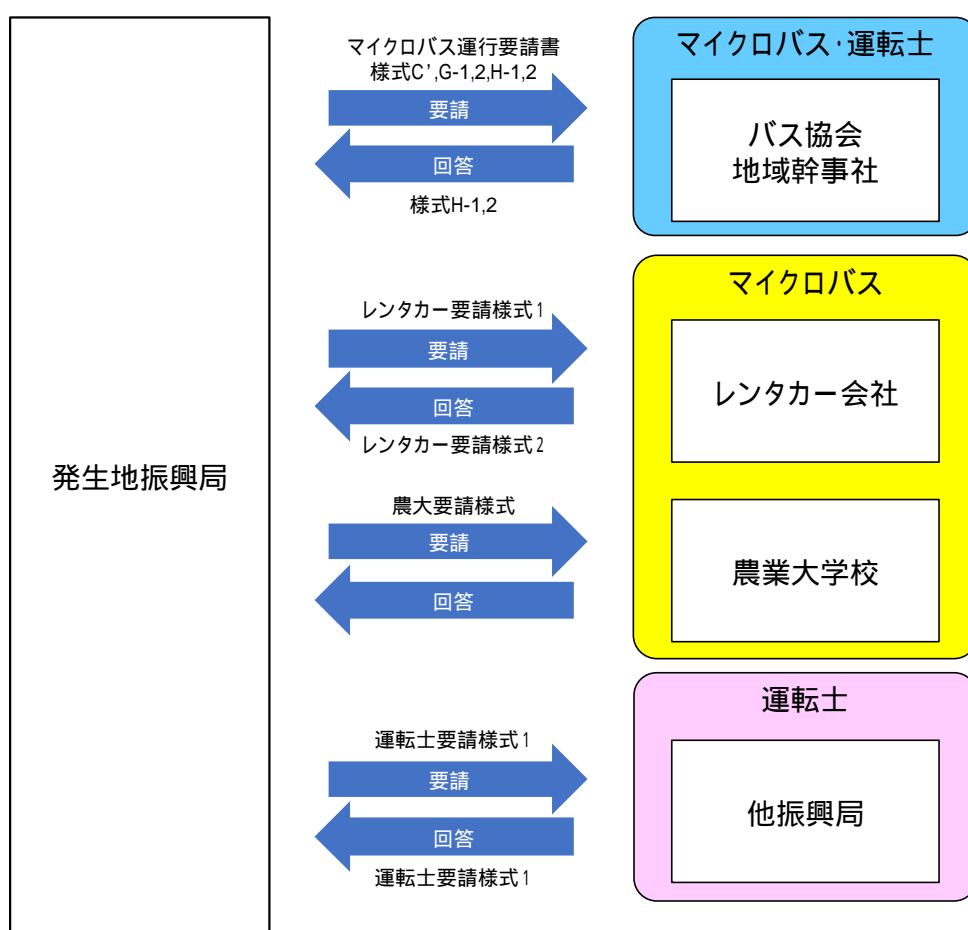 発生地振興局
マイクロバス運行要請書
様式C’,G-1,2,H-1,2
要請
回答
様式H-1,2
マイクロバス・運転士
バス協会
地域幹事社
レンタカー要請様式1
要請
回答
レンタカー要請様式2
マイクロバス
レンタカー会社
農大要請様式
要請
回答
農業大学校
運転士要請様式1
要請
回答
運転士要請様式1
運転士
他振興局